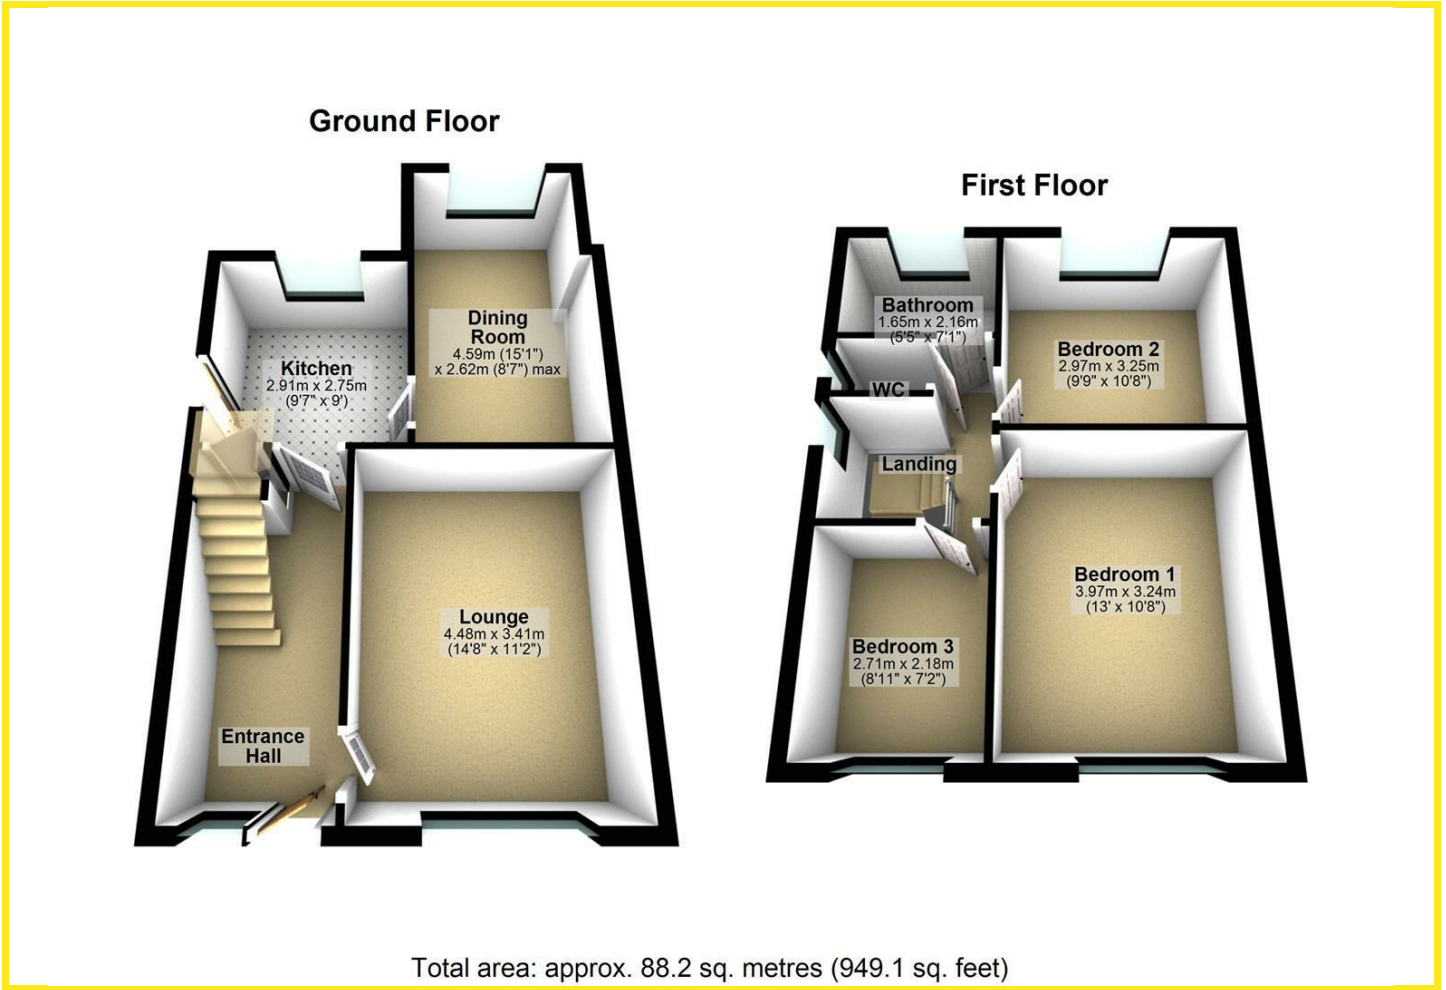 Ground Floor
Dining
Room
4.59m (15'1")
x 2.62m (8'7") max
Kitchen
2.91m x 2.75m
(9'7" x 9')
Lounge
4.48m x 3.41m
(14'8" x 11'2")
Entrance
Hall
First Floor
Bathroom
1.65m x 2.16m
(5'5" x 7'1")
Bedroom 2
2.97m x 3.25m
(9'9" x 10'8")
WC
Landing
Bedroom 1
3.97m x 3.24m
(13' x 10'8")
Bedroom 3
2.71m x 2.18m
(8'11" x 7'2")
Total area: approx. 88.2 sq. metres (949.1 sq. feet)